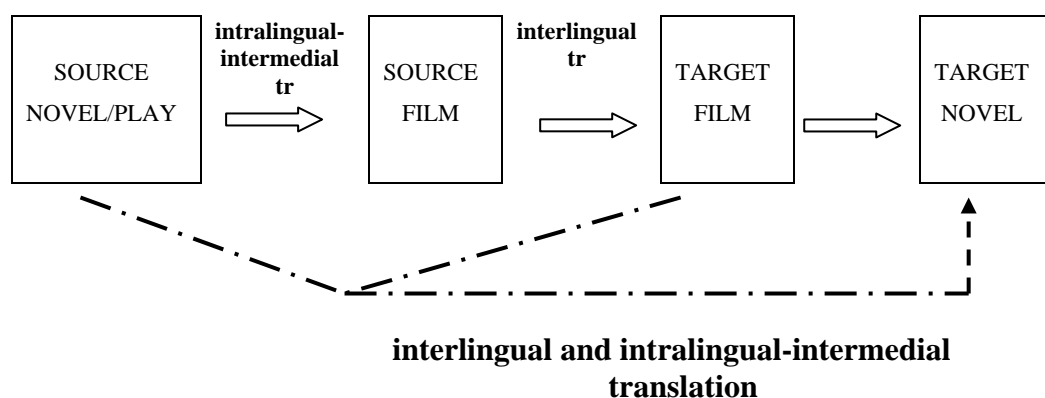 SOURCE
NOVEL/PLAY
intralingual-
intermedial
tr
SOURCE
FILM
interlingual
tr
TARGET
FILM
TARGET
NOVEL
interlingual and intralingual-intermedial
translation